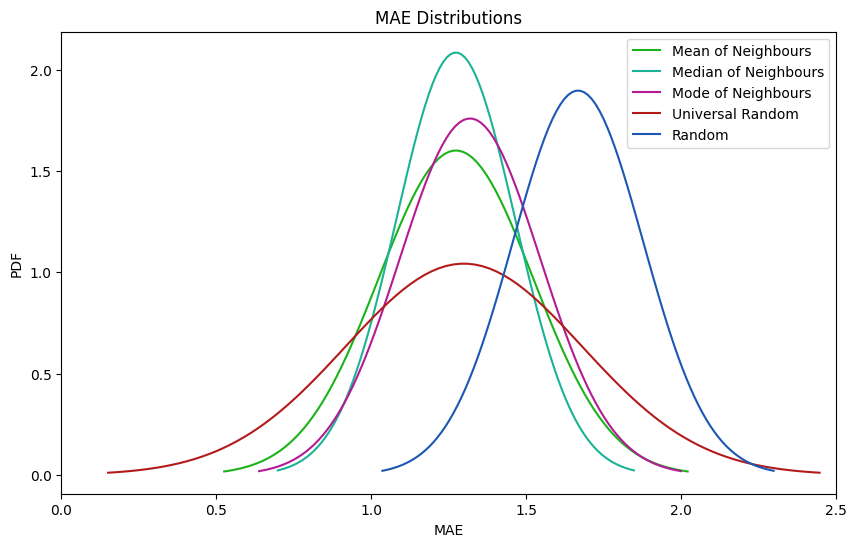 MAE Distributions
Mean of Neighbours
Median of Neighbours
Mode of Neighbours
Universal Random
Random
PDF
2.0
1.5
1.0
0.5
0.0
0.0 0.5 1.0 1.5 2.0 2.5
MAE